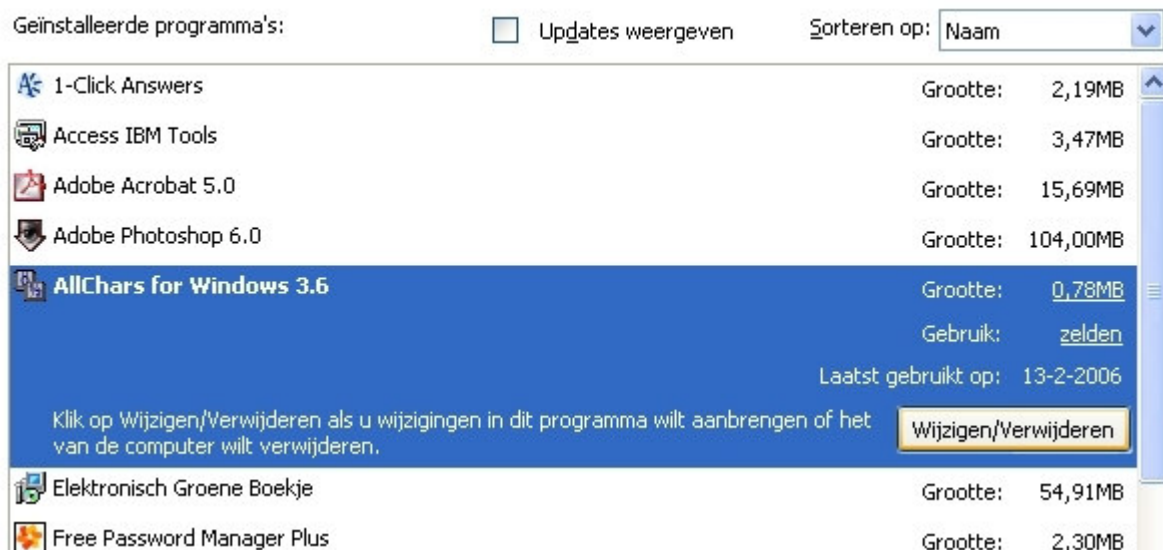 Geïnstalleerde programma's: Updates weergeven Sorteren op: Naam
1-Click Answers Grootte: 2,19MB
Access IBM Tools Grootte: 3,47MB
Adobe Acrobat 5.0 Grootte: 15,69MB
Adobe Photoshop 6.0 Grootte: 104,00MB
AllChars for Windows 3.6 Grootte: 0,78MB
Gebruik: zelden
Laatst gebruikt op: 13-2-2006
Klik op Wijzigen/Verwijderen als u wijzigingen in dit programma wilt aanbrengen of het
van de computer wilt verwijderen.
Wijzigen/Verwijderen
Elektronisch Groene Boekje Grootte: 54,91MB
Free Password Manager Plus Grootte: 2,30MB